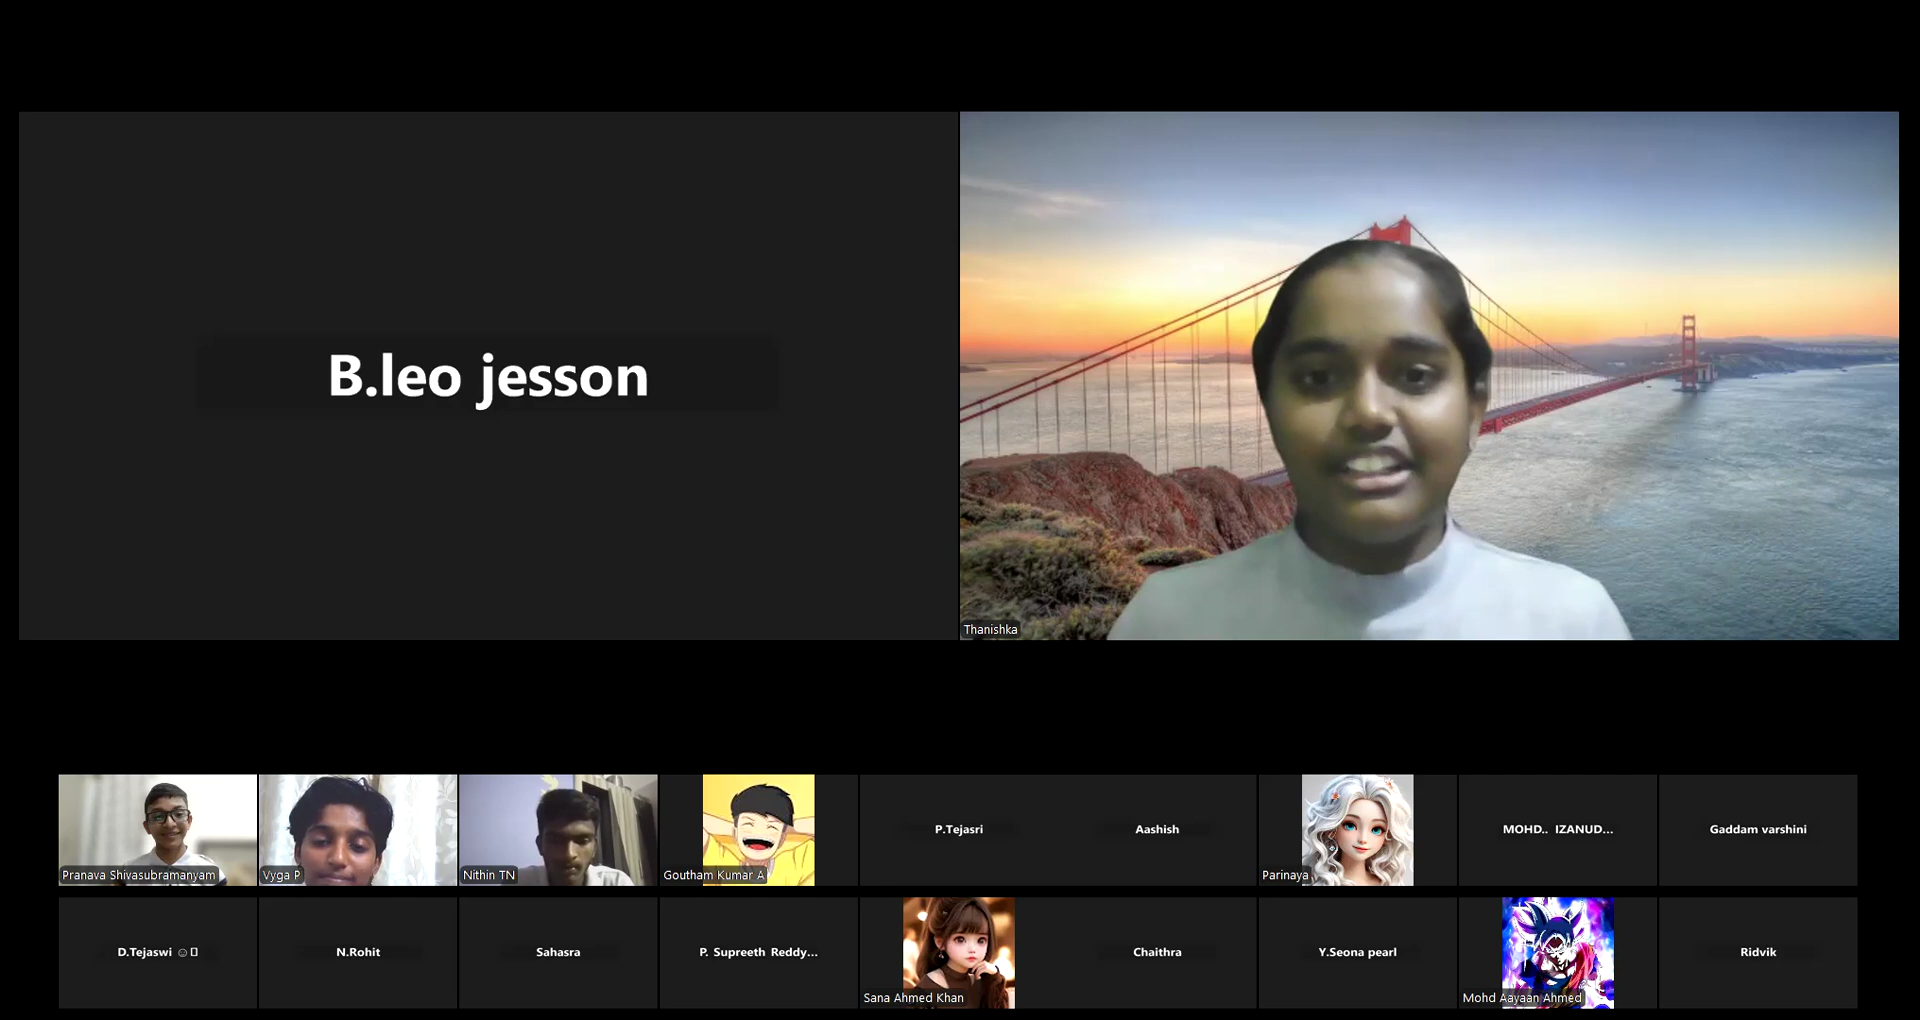 B.leo jesson
Thanishka
Pranava Shivasubramanyam
Vyga P
Nithin TN
Goutham Kumar A
P.Tejasri
Aashish
Parinaya
MOHD.. IZANUD...
Gaddam varshini
D.Tejaswi ☺
N.Rohit
Sahasra
P. Supreeth Reddy...
Sana Ahmed Khan
Chaithra
Y.Seona pearl
Mohd Aayaan Ahmed
Ridvik